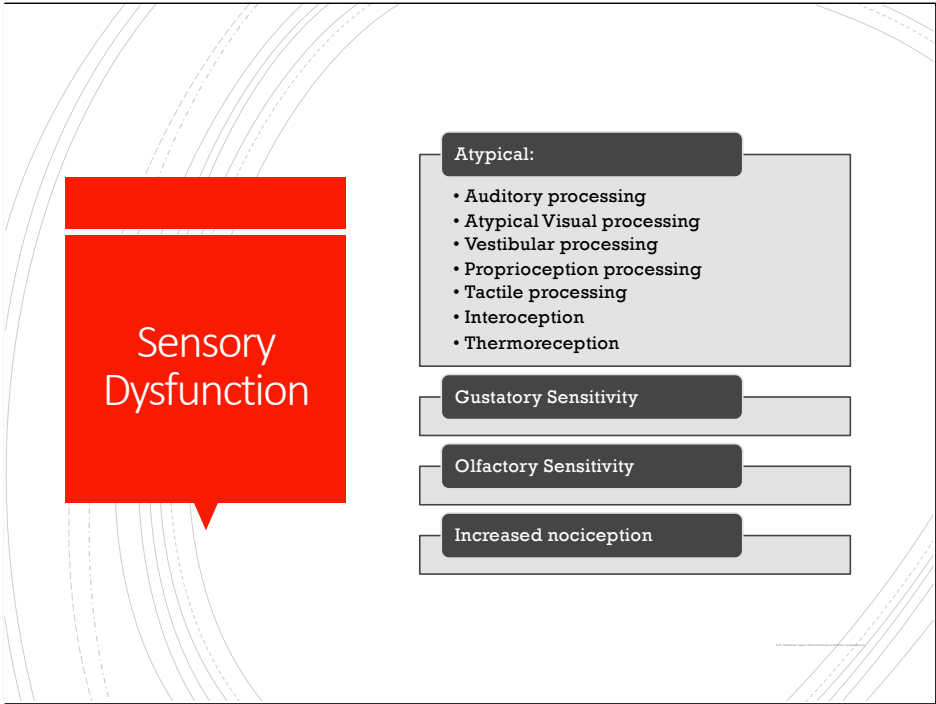 Sensory
Dysfunction
Atypical:
• Auditory processing
• Atypical Visual processing
• Vestibular processing
• Proprioception processing
• Tactile processing
• Interoception
• Thermoreception
Gustatory Sensitivity
Olfactory Sensitivity
Increased nociception